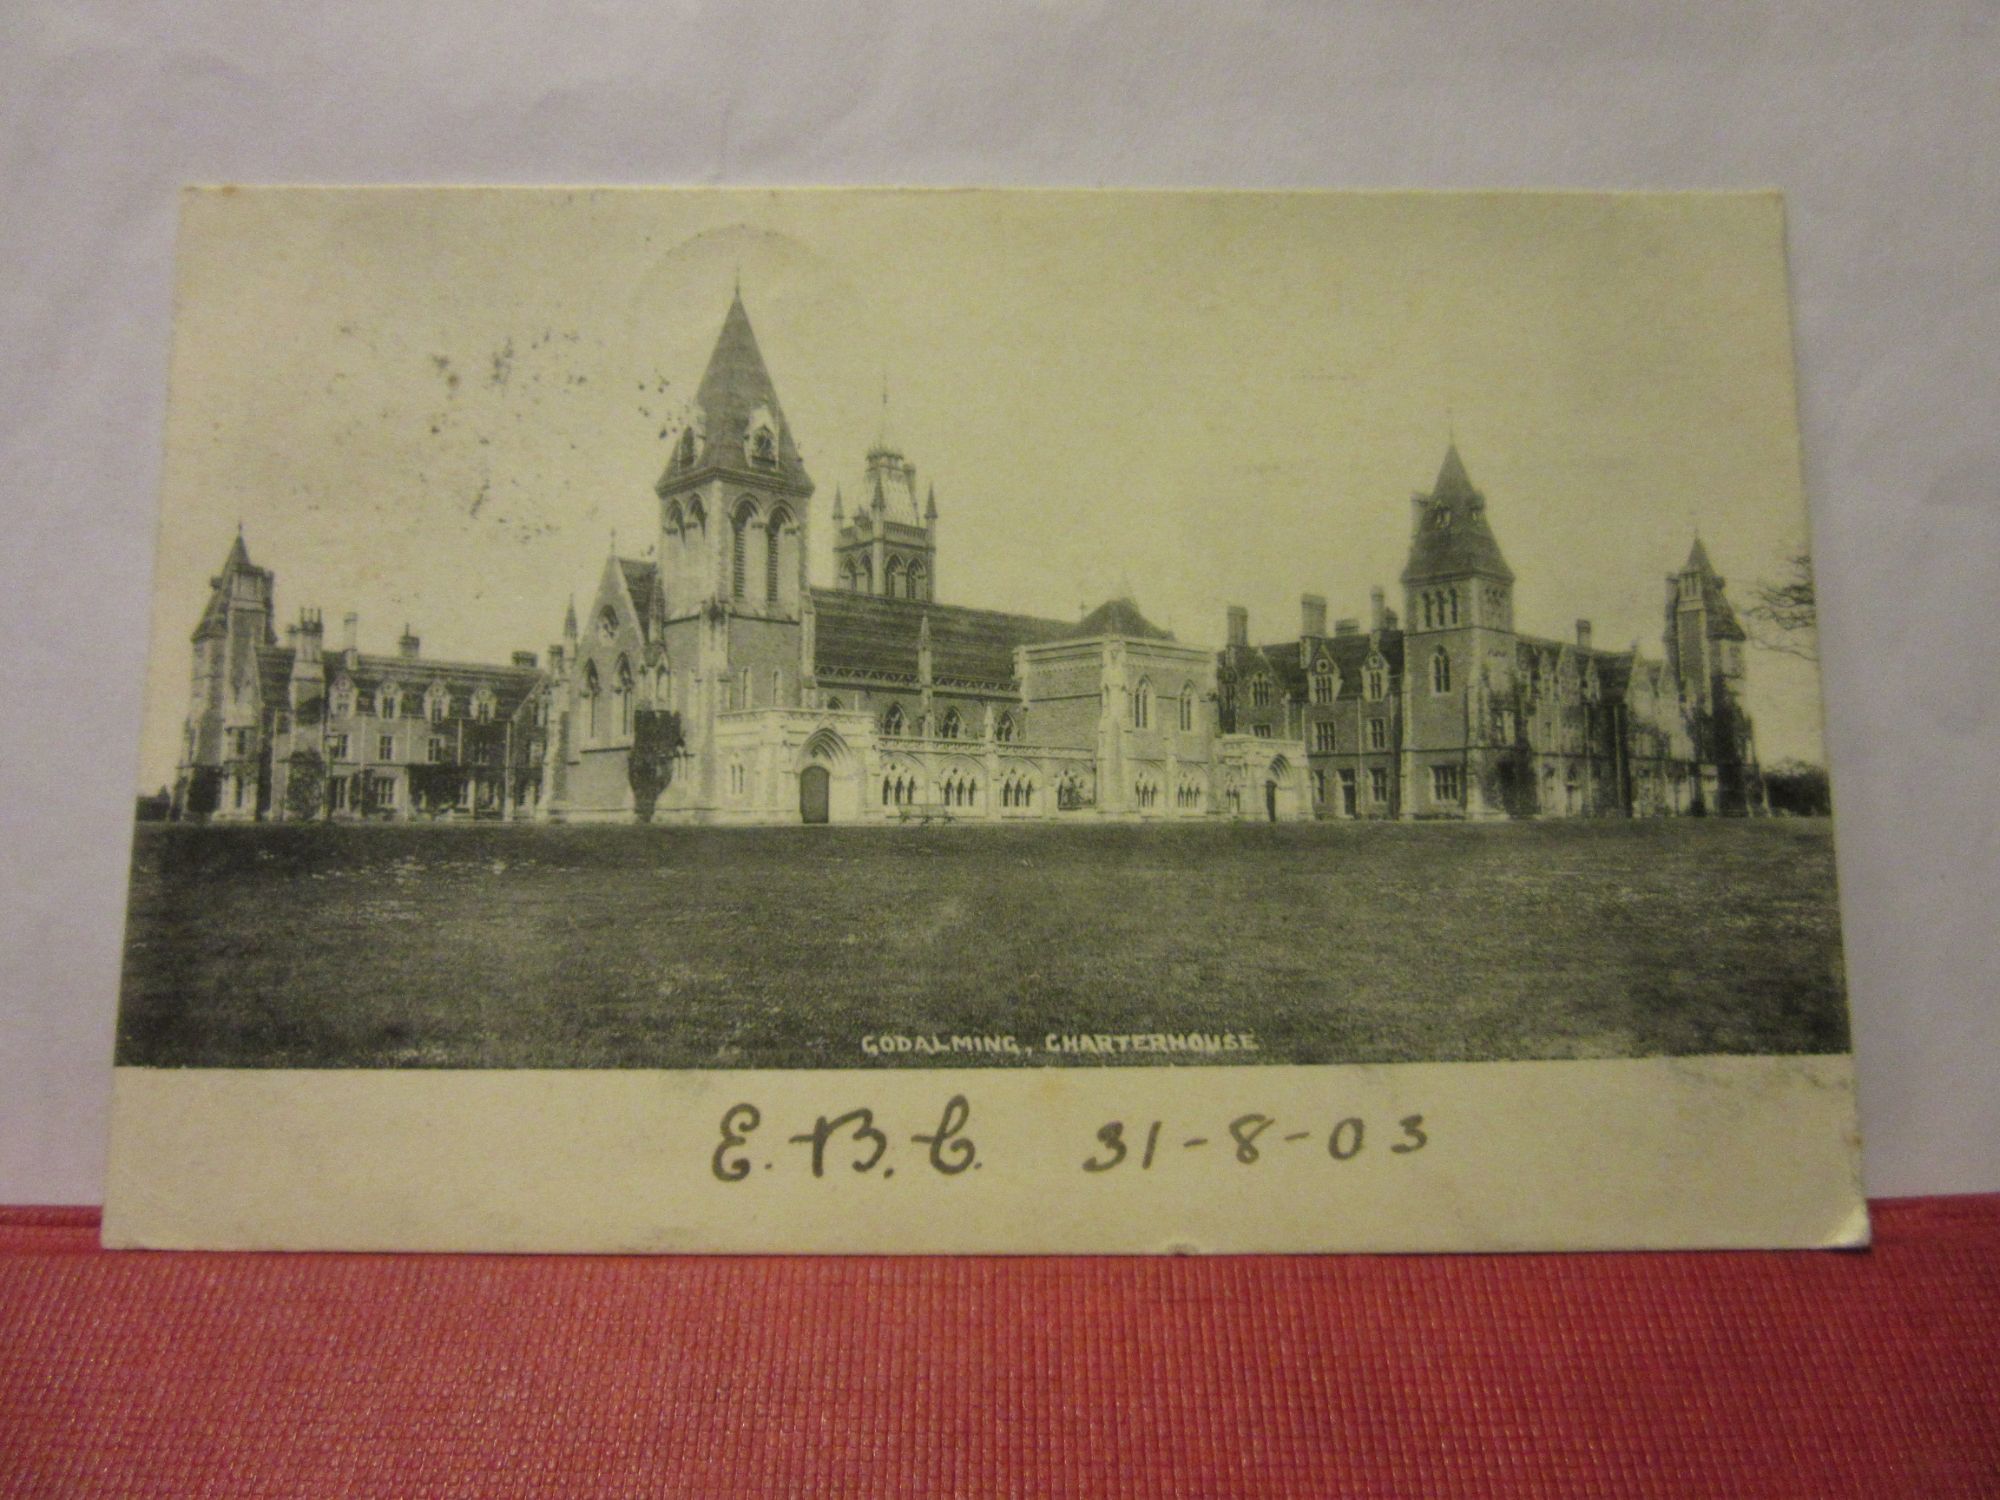 GODALMING, CHARTERHOUSE
E. B. C. 31-8-03